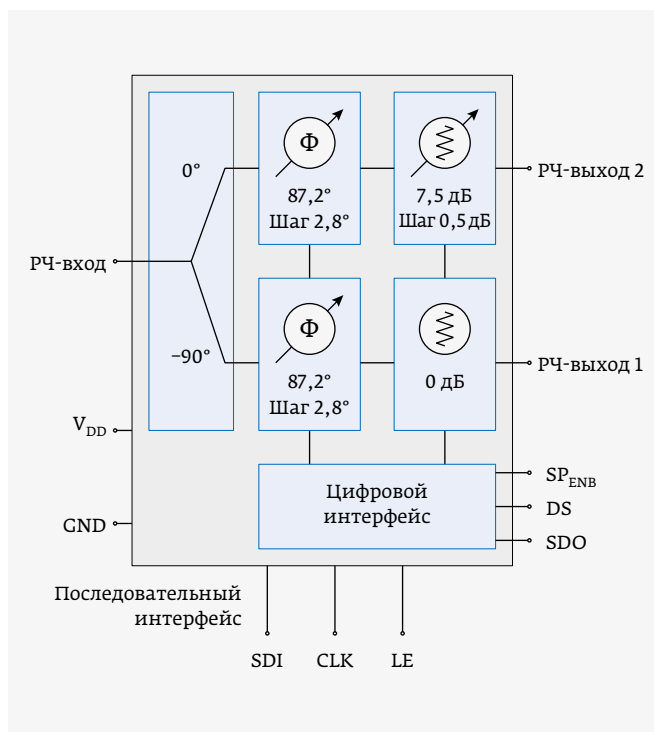 0°
Φ
87,2°
Шаг 2,8°
7,5 дБ
Шаг 0,5 дБ
РЧ-выход 2
РЧ-вход
−90°
Φ
87,2°
Шаг 2,8°
0 дБ
РЧ-выход 1
VDD
GND
Цифровой
интерфейс
SPENB
DS
SDO
Последовательный
интерфейс
SDI
CLK
LE